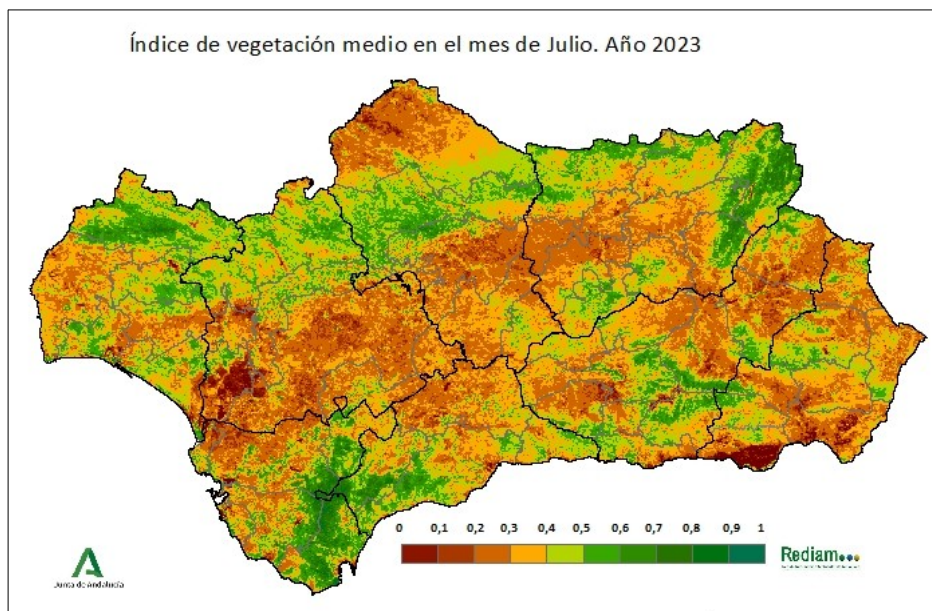 Índice de vegetación medio en el mes de Julio. Año 2023
0 0,1 0,2 0,3 0,4 0,5 0,6 0,7 0,8 0,9 1
Junta de Andalucía
Rediam